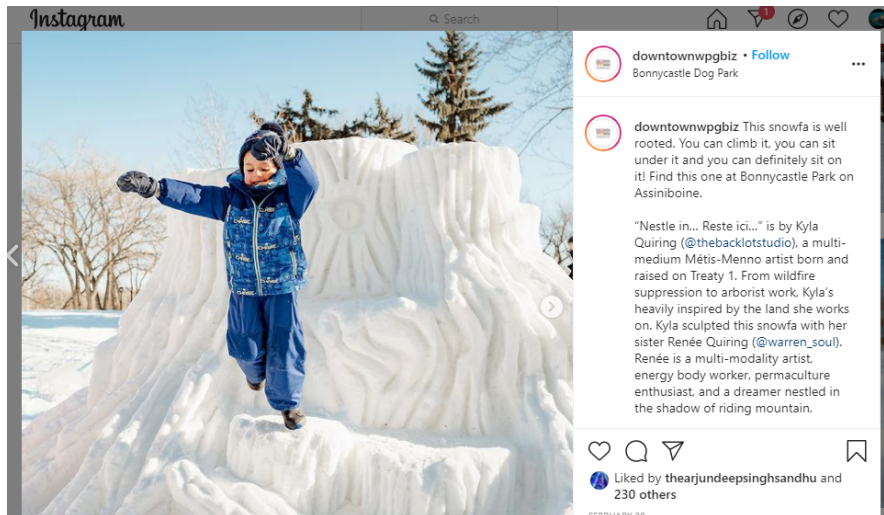 Instagram
Search
1
downtownwpgbiz • Follow
Bonnycastle Dog Park
downtownwpgbiz This snowfa is well
rooted. You can climb it, you can sit
under it and you can definitely sit on
it! Find this one at Bonnycastle Park on
Assiniboine.
“Nestle in... Reste ici...” is by Kyla
Quiring (@thebacklotstudio), a multi-
medium Métis-Menno artist born and
raised on Treaty 1. From wildfire
suppression to arborist work, Kyla’s
heavily inspired by the land she works
on. Kyla sculpted this snowfa with her
sister Renée Quiring (@warren_soul).
Renée is a multi-modality artist,
energy body worker, permaculture
enthusiast, and a dreamer nestled in
the shadow of riding mountain.
Liked by thearjundeepsinghsandhu and
230 others